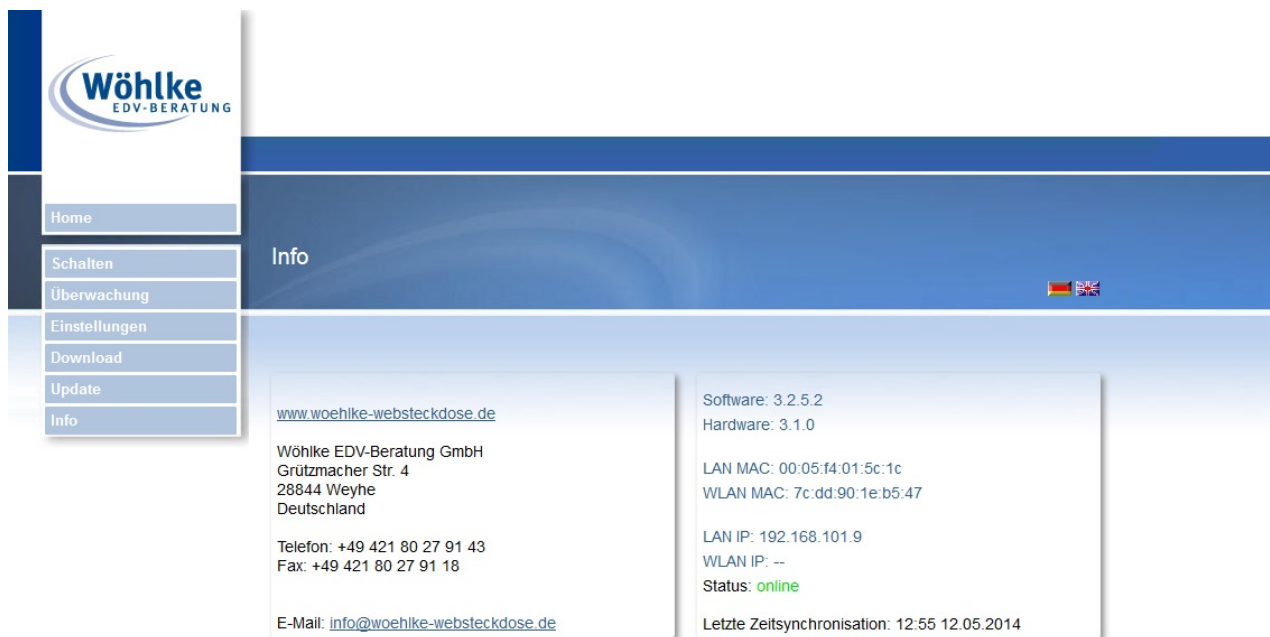 Wöhlke
EDV-BERATUNG
Home
Schalten
Überwachung
Einstellungen
Download
Update
Info
Info
www.woehlke-websteckdose.de
Wöhlke EDV-Beratung GmbH
Grützmacher Str. 4
28844 Weyhe
Deutschland
Telefon: +49 421 80 27 91 43
Fax: +49 421 80 27 91 18
E-Mail: info@woehlke-websteckdose.de
Software: 3.2.5.2
Hardware: 3.1.0
LAN MAC: 00:05:f4:01:5c:1c
WLAN MAC: 7c:dd:90:1e:b5:47
LAN IP: 192.168.101.9
WLAN IP: --
Status: online
Letzte Zeitsynchronisation: 12:55 12.05.2014